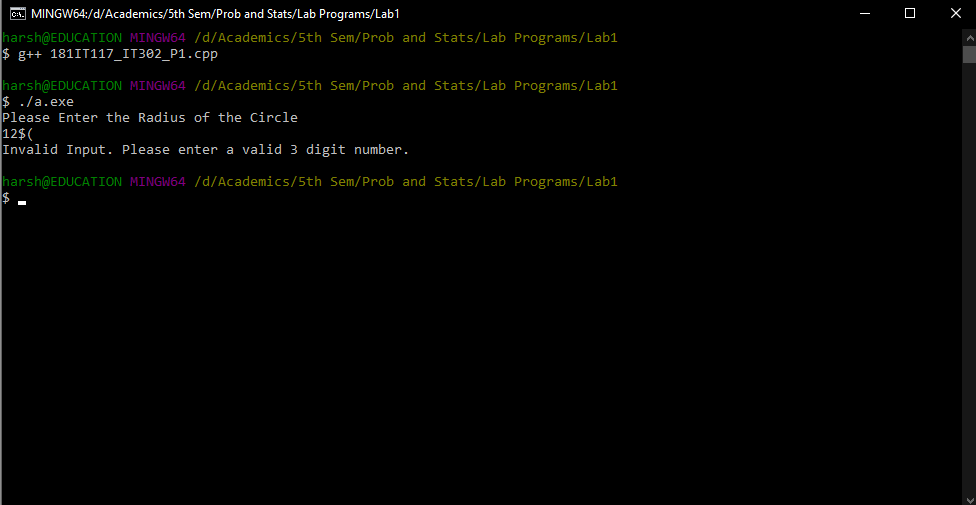 MINGW64:/d/Academics/5th Sem/Prob and Stats/Lab Programs/Lab1
harsh@EDUCATION MINGW64 /d/Academics/5th Sem/Prob and Stats/Lab Programs/Lab1
$ g++ 181IT117_IT302_P1.cpp
harsh@EDUCATION MINGW64 /d/Academics/5th Sem/Prob and Stats/Lab Programs/Lab1
$ ./a.exe
Please Enter the Radius of the Circle
12$(
Invalid Input. Please enter a valid 3 digit number.
harsh@EDUCATION MINGW64 /d/Academics/5th Sem/Prob and Stats/Lab Programs/Lab1
$